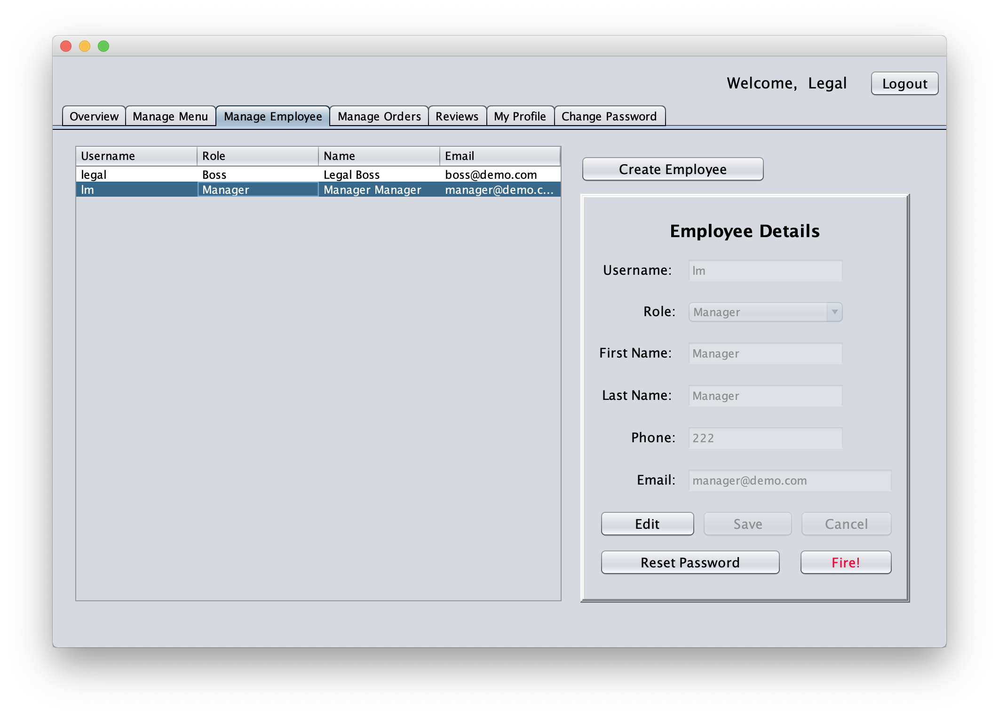 Welcome, Legal Logout
Overview Manage Menu Manage Employee Manage Orders Reviews My Profile Change Password
Username Role Name Email
legal Boss Legal Boss boss@demo.com
lm Manager Manager Manager manager@demo.c...
Create Employee
Employee Details
Username: lm
Role: Manager
First Name: Manager
Last Name: Manager
Phone: 222
Email: manager@demo.com
Edit Save Cancel
Reset Password Fire!